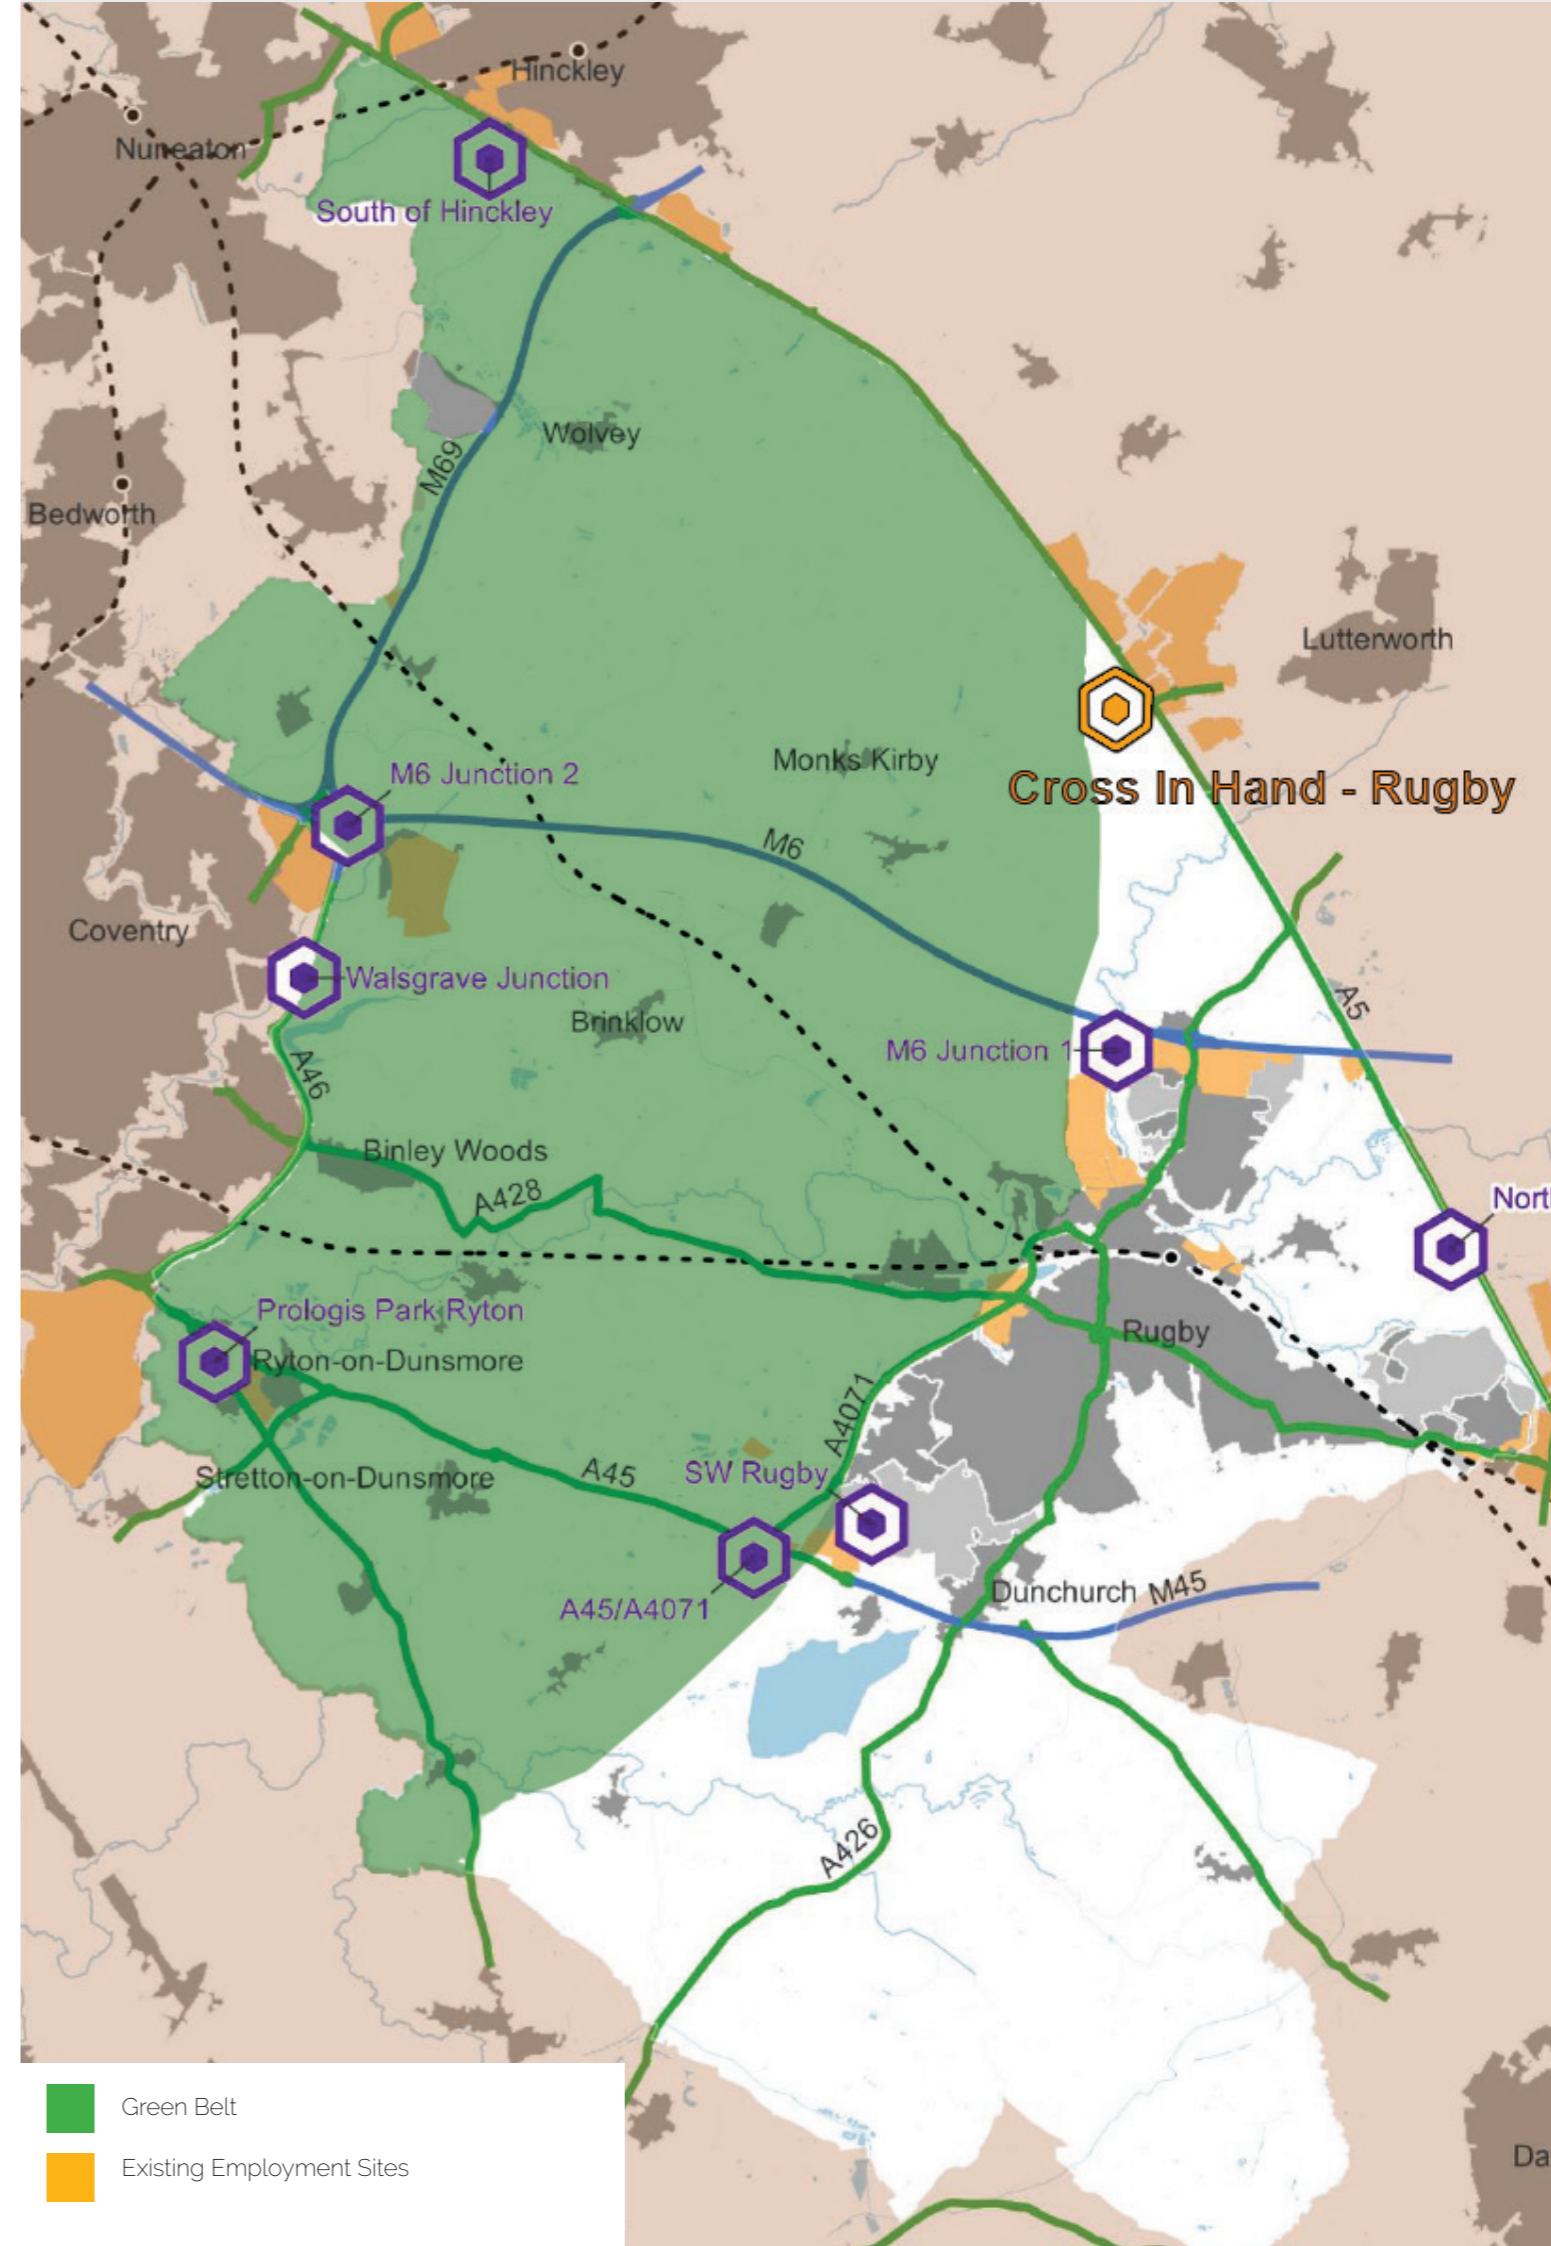 Hinckley
Nuneaton
South of Hinckley
Wolvey
M69
Bedworth
Lutterworth
Monks Kirby
M6 Junction 2
Cross In Hand - Rugby
M6
Coventry
Walsgrave Junction
A5
Brinklow
M6 Junction 1
A46
Binley Woods
A428
Nort
Prologis Park Ryton
Rugby
Ryton-on-Dunsmore
A4071
A45
SW Rugby
Stretton-on-Dunsmore
Dunchurch
M45
A45/A4071
A426
Green Belt
Da
Existing Employment Sites